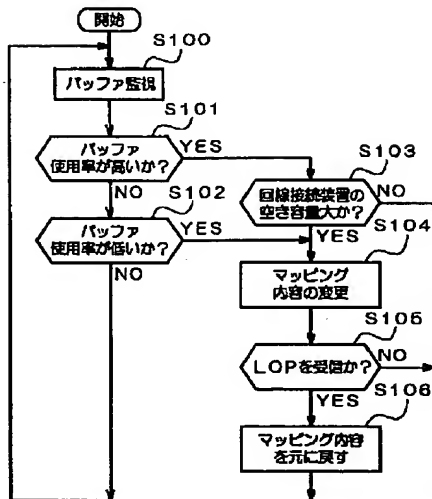 開始
S100
バッファ監視
S101
バッファ
使用率が高いか?
YES
NO
S102
バッファ
使用率が低いか?
YES
NO
S103
回線接続装置の
空き容量大か?
NO
YES
S104
マッピング
内容の変更
S105
LOPを受信か?
NO
YES
S106
マッピング内容
を元に戻す